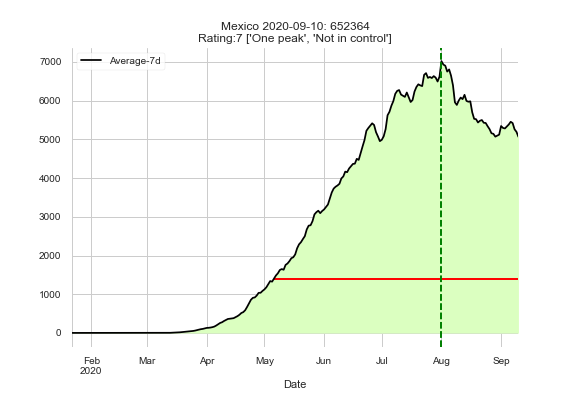 Mexico 2020-09-10: 652364
Rating:7 ['One peak', 'Not in control']
Average-7d
7000
6000
5000
4000
3000
2000
1000
0
Feb Mar Apr May Jun Jul Aug Sep
2020
Date